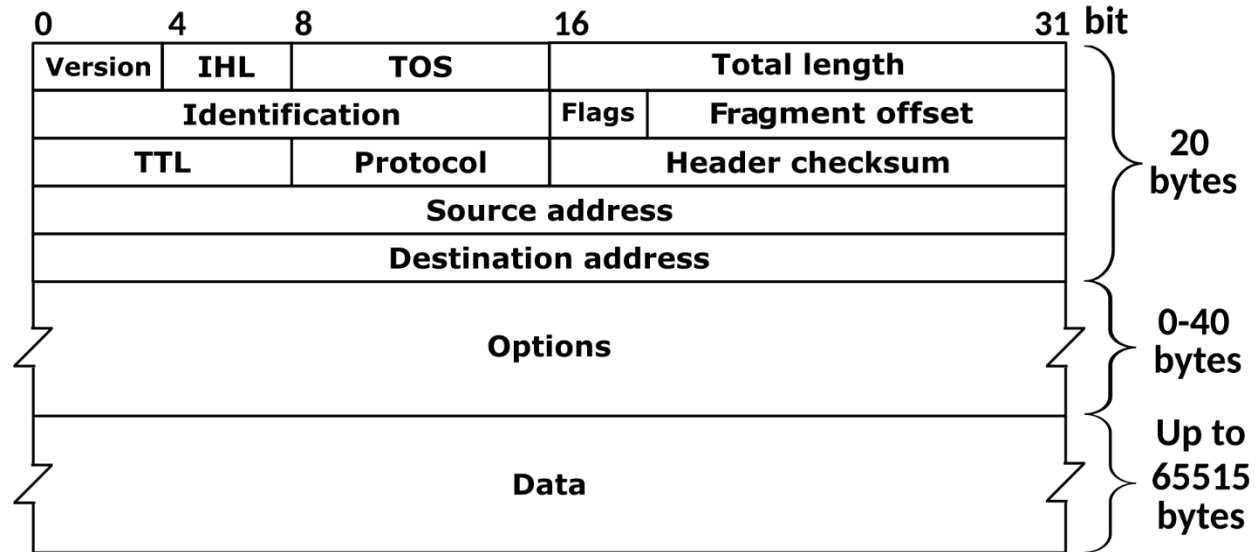 0 4 8 16 31 bit
Version IHL TOS Total length
Identification Flags Fragment offset
TTL Protocol Header checksum
Source address
Destination address
20
bytes
Options
0-40
bytes
Data
Up to
65515
bytes